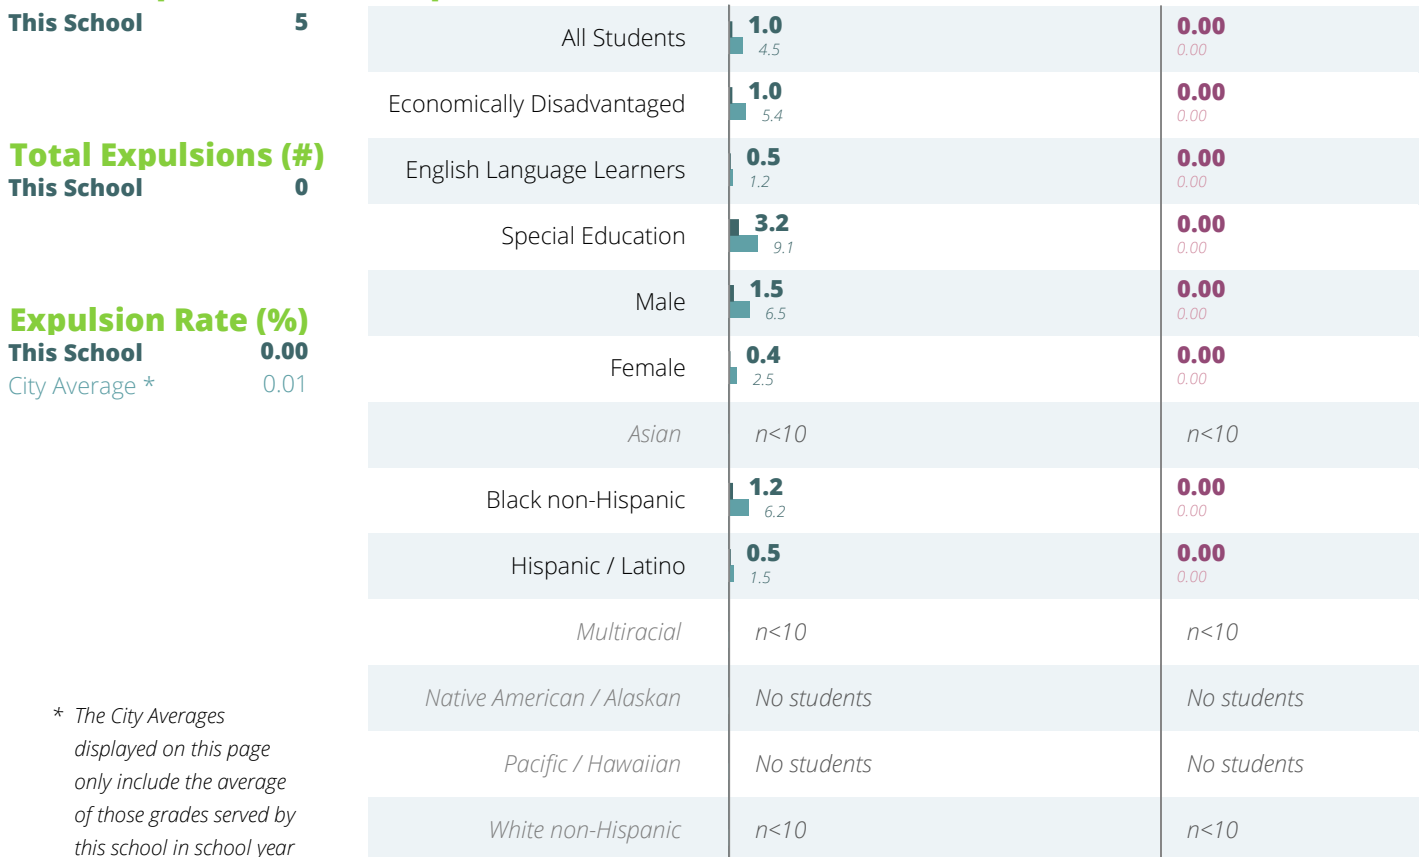 This School 5
Total Expulsions (#)
This School 0
Expulsion Rate (%)
This School 0.00
City Average * 0.01
* The City Averages
displayed on this page
only include the average
of those grades served by
this school in school year
All Students 1.0 0.00
4.5 0.00
Economically Disadvantaged 1.0 0.00
5.4 0.00
English Language Learners 0.5 0.00
1.2 0.00
Special Education 3.2 0.00
9.1 0.00
Male 1.5 0.00
6.5 0.00
Female 0.4 0.00
2.5 0.00
Asian n<10 n<10
Black non-Hispanic 1.2 0.00
6.2 0.00
Hispanic / Latino 0.5 0.00
1.5 0.00
Multiracial n<10 n<10
Native American / Alaskan No students No students
Pacific / Hawaiian No students No students
White non-Hispanic n<10 n<10